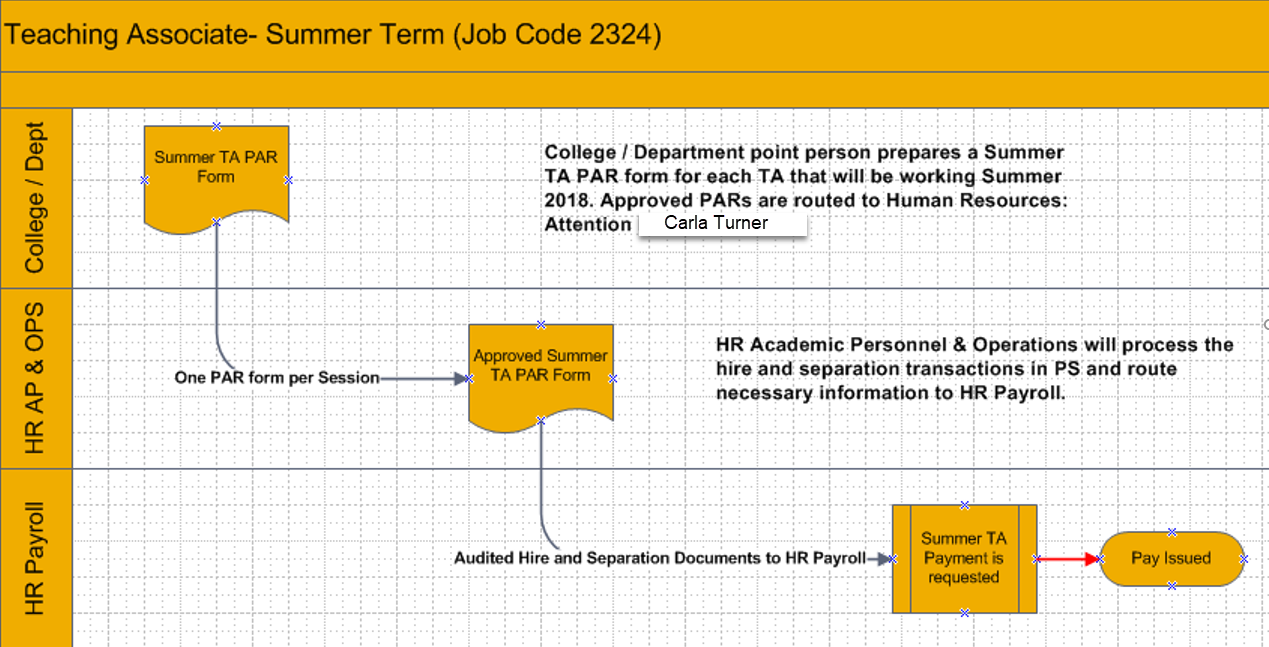 Teaching Associate- Summer Term (Job Code 2324)
College / Dept
Summer TA PAR
Form
College / Department point person prepares a Summer
TA PAR form for each TA that will be working Summer
2018. Approved PARs are routed to Human Resources:
Attention Carla Turner
HR AP & OPS
One PAR form per Session
Approved Summer
TA PAR Form
HR Academic Personnel & Operations will process the
hire and separation transactions in PS and route
necessary information to HR Payroll.
HR Payroll
Audited Hire and Separation Documents to HR Payroll
Summer TA
Payment is
requested
Pay Issued